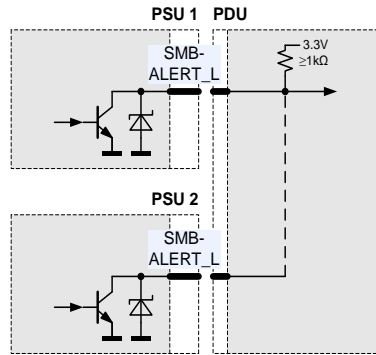 PSU 1
PDU
SMB-
ALERT_L
3.3V
≥1kΩ
PSU 2
SMB-
ALERT_L